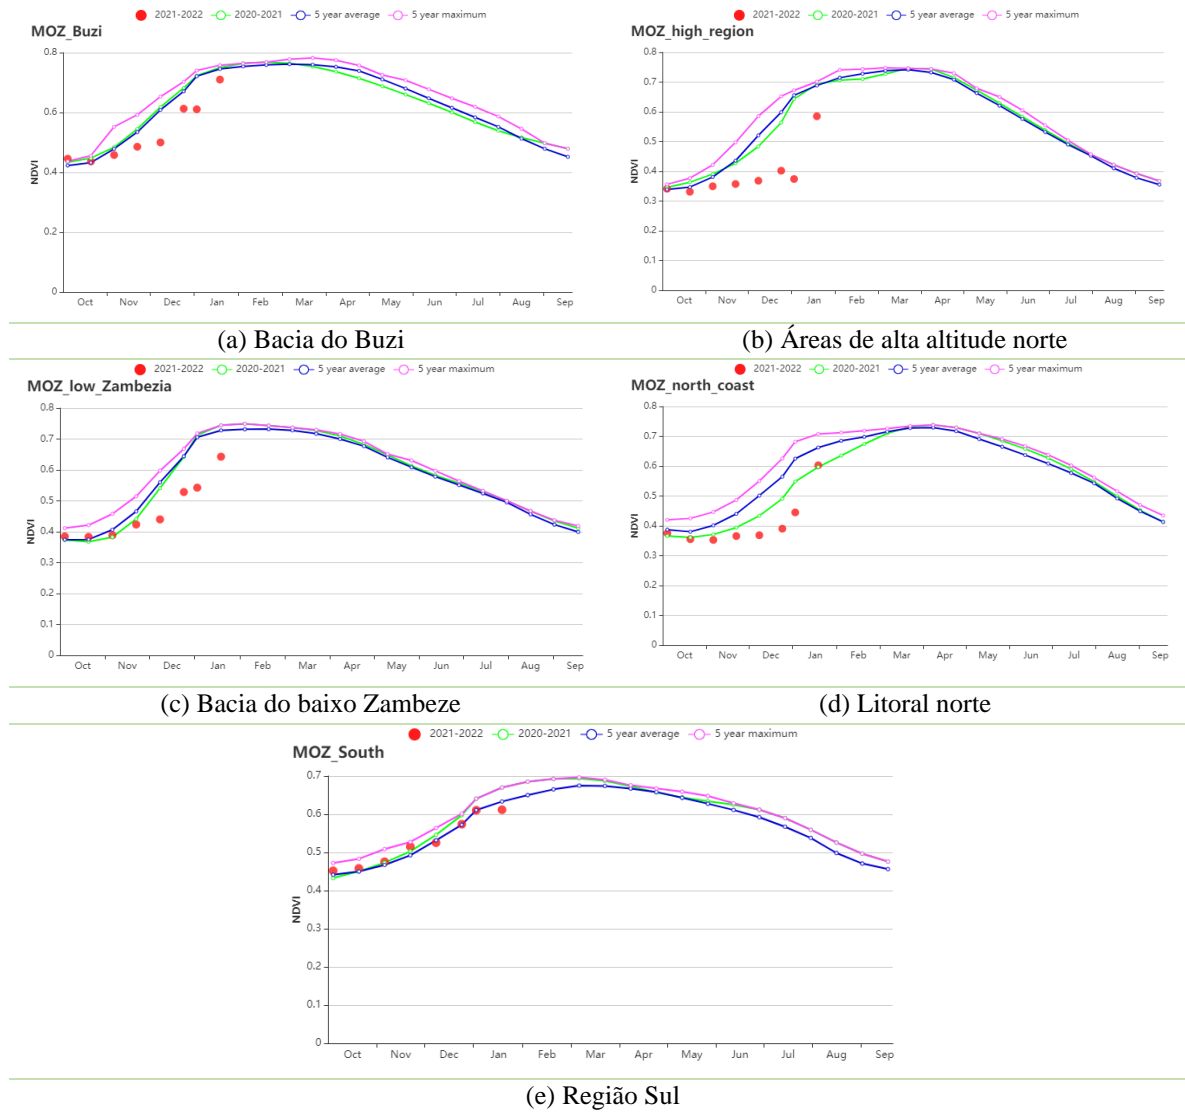 2021-2022 2020-2021 5 year average 5 year maximum
MOZ_Buzi
0.8
0.6
0.4
0.2
0
NDVI
Oct Nov Dec Jan Feb Mar Apr May Jun Jul Aug Sep
(a) Bacia do Buzi
2021-2022 2020-2021 5 year average 5 year maximum
MOZ_high_region
0.8
0.7
0.6
0.5
0.4
0.3
0.2
0.1
0
NDVI
Oct Nov Dec Jan Feb Mar Apr May Jun Jul Aug Sep
(b) Áreas de alta altitude norte
2021-2022 2020-2021 5 year average 5 year maximum
MOZ_low_Zambezia
0.8
0.7
0.6
0.5
0.4
0.3
0.2
0.1
0
NDVI
Oct Nov Dec Jan Feb Mar Apr May Jun Jul Aug Sep
(c) Bacia do baixo Zambeze
2021-2022 2020-2021 5 year average 5 year maximum
MOZ_north_coast
0.8
0.7
0.6
0.5
0.4
0.3
0.2
0.1
0
NDVI
Oct Nov Dec Jan Feb Mar Apr May Jun Jul Aug Sep
(d) Litoral norte
2021-2022 2020-2021 5 year average 5 year maximum
MOZ_South
0.7
0.6
0.5
0.4
0.3
0.2
0.1
0
NDVI
Oct Nov Dec Jan Feb Mar Apr May Jun Jul Aug Sep
(e) Região Sul